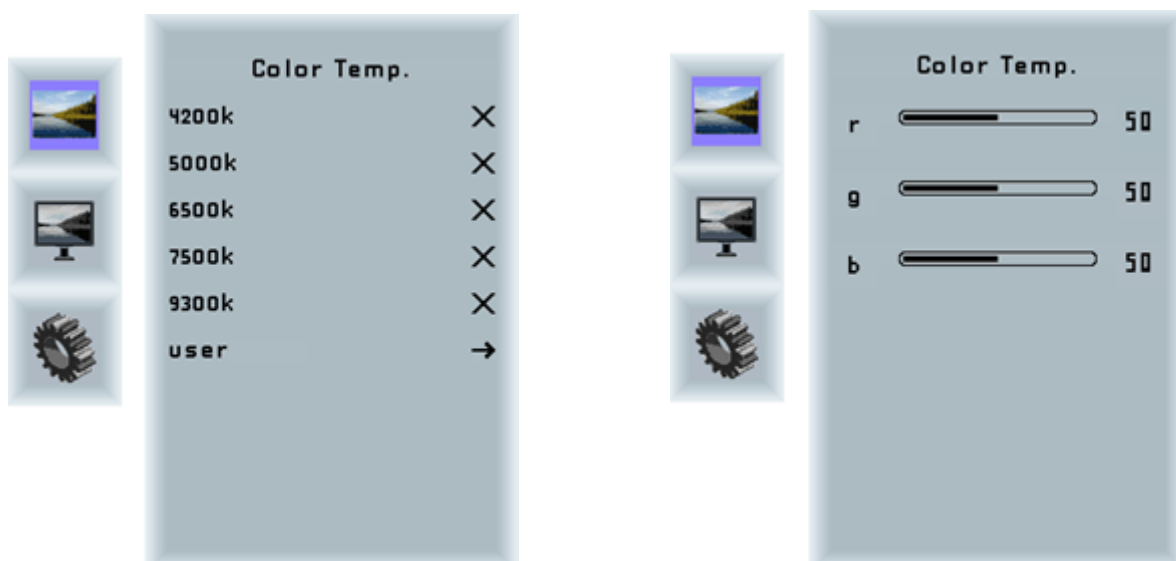 Color Temp.
4200k X
5000k X
6500k X
7500k X
9300k X
user →
Color Temp.
r 50
g 50
b 50